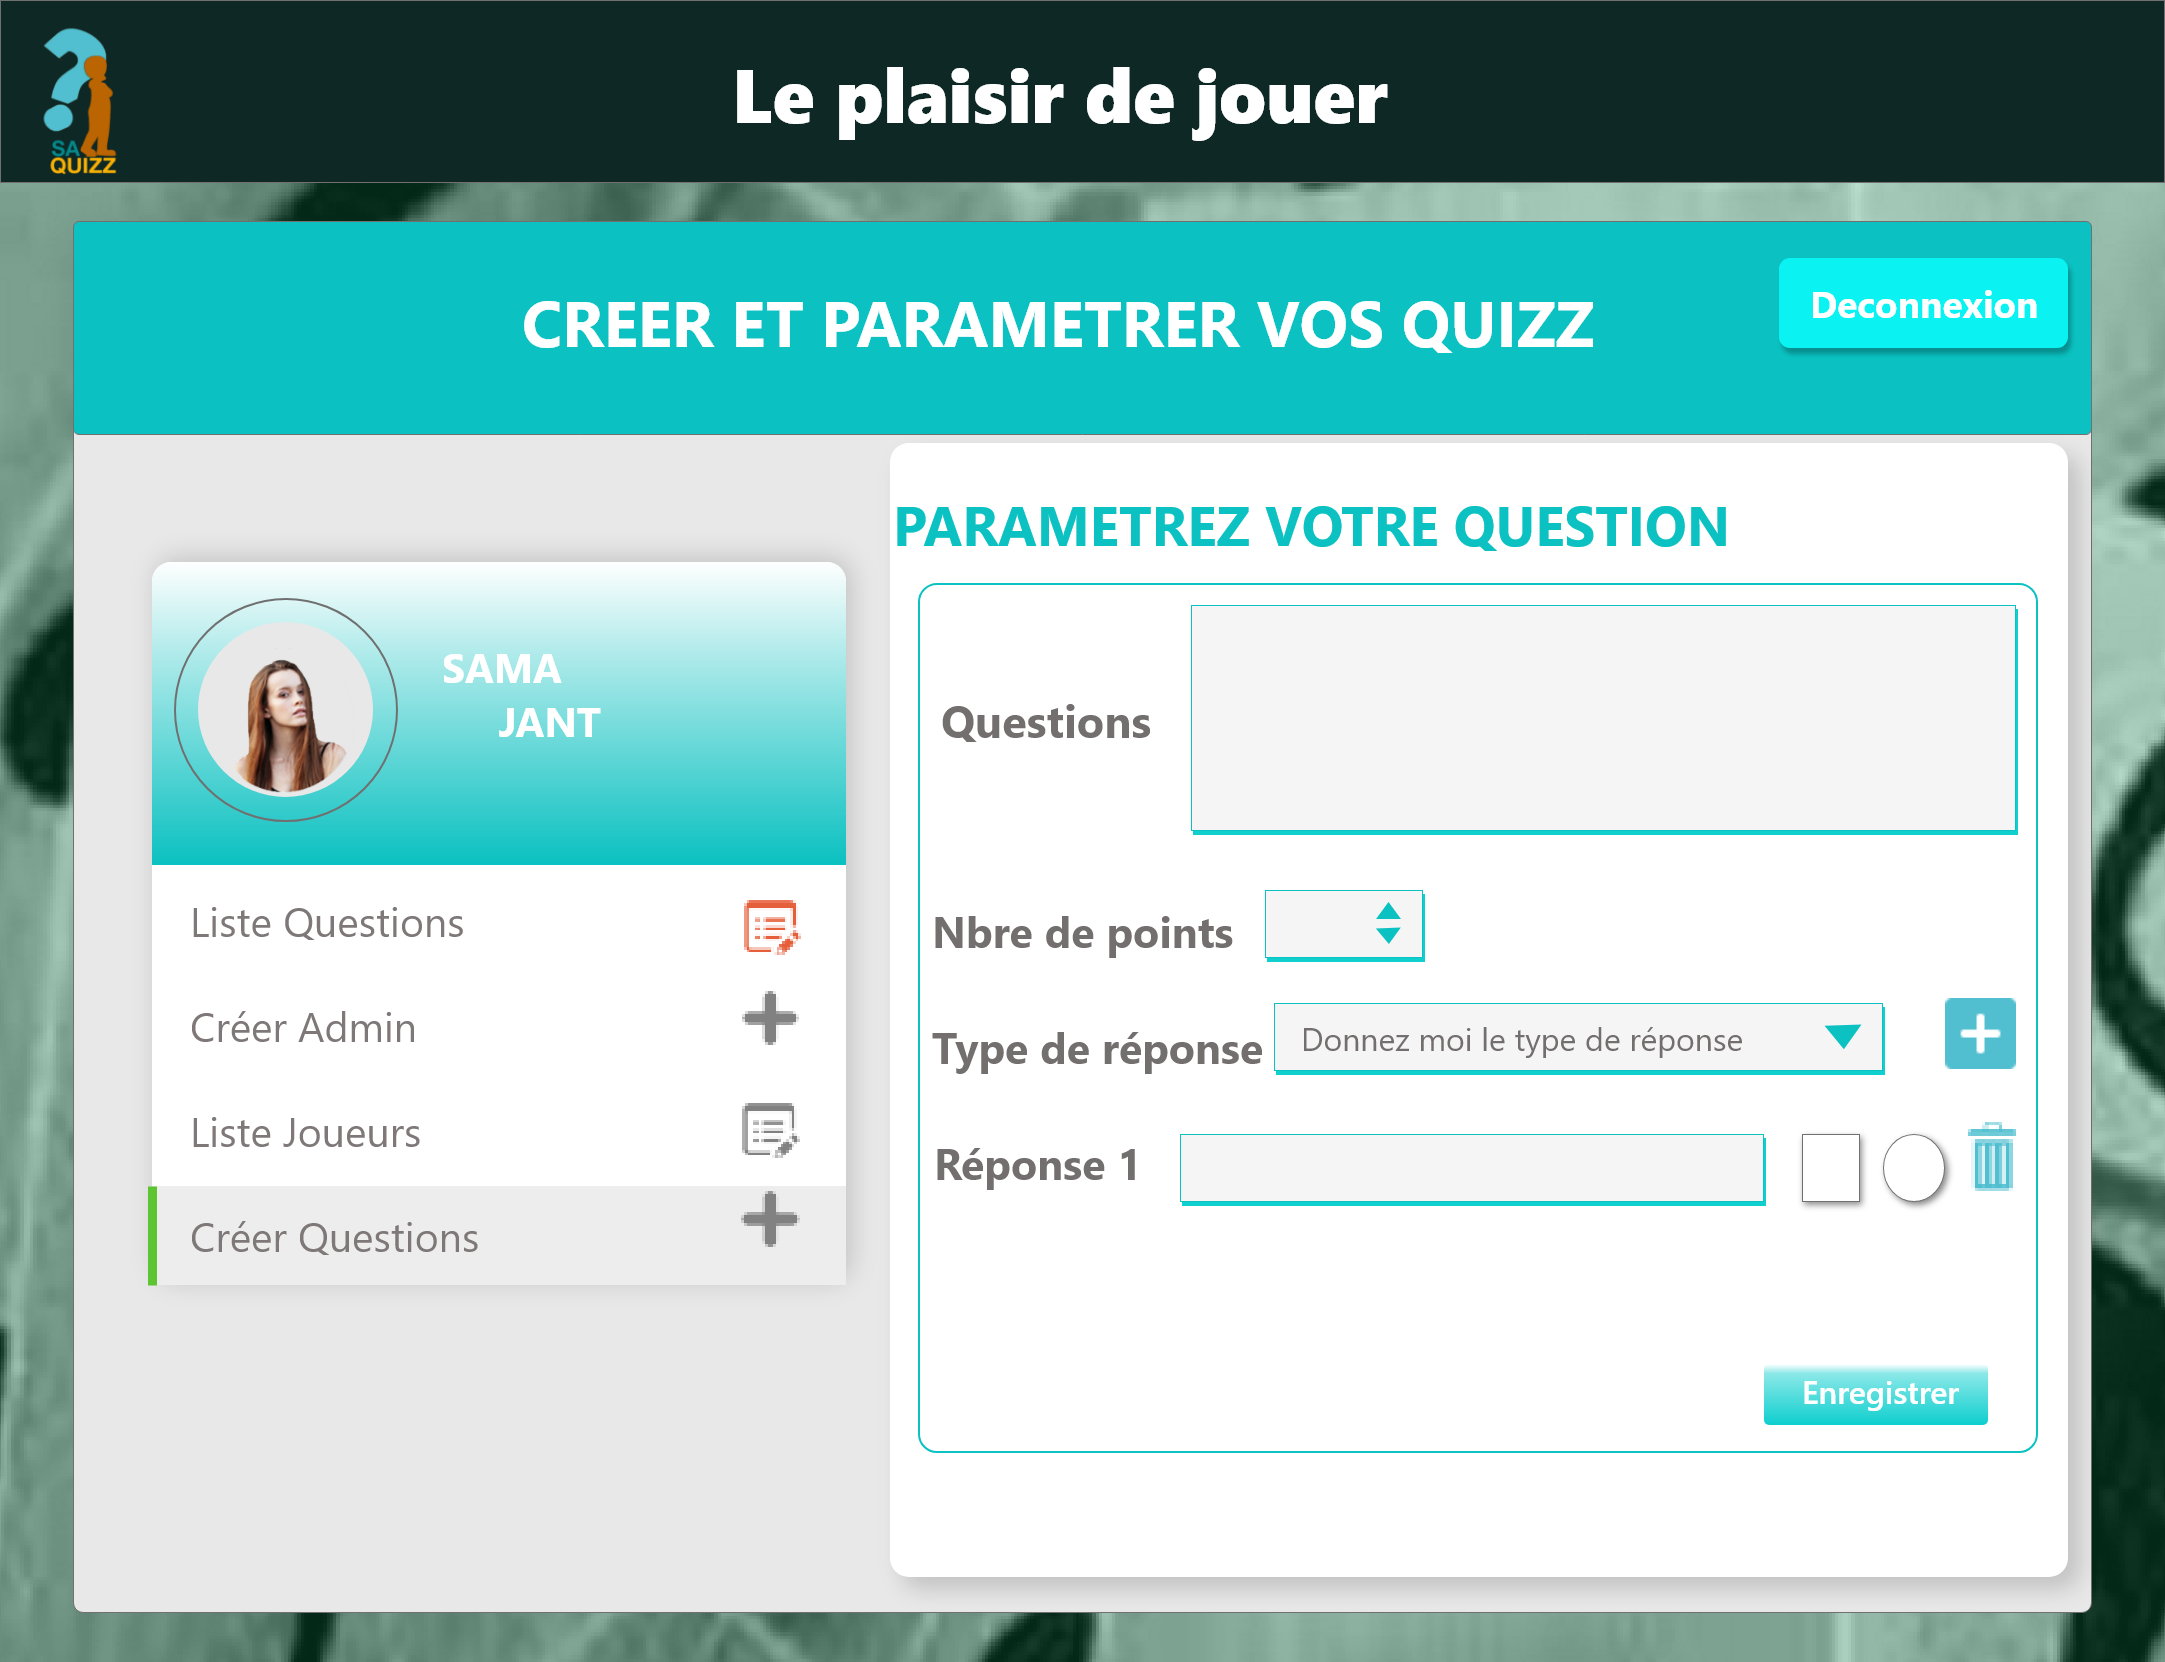 SA
QUIZZ
Le plaisir de jouer
CREER ET PARAMETRER VOS QUIZZ
Deconnexion
SAMA
JANT
Liste Questions
Créer Admin
Liste Joueurs
Créer Questions
PARAMETREZ VOTRE QUESTION
Questions
Nbre de points
Type de réponse
Donnez moi le type de réponse
Réponse 1
Enregistrer